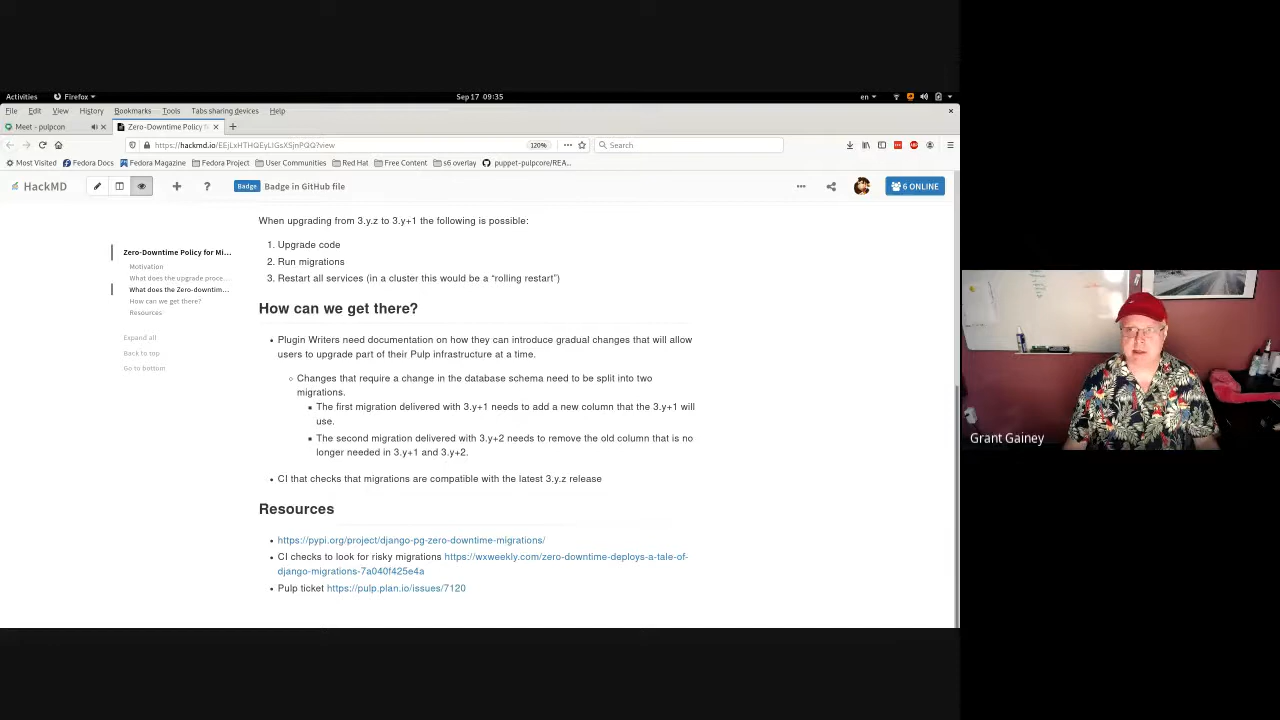 Activities Firefox Sep 17 09:35 en
File Edit View History Bookmarks Tools Tabs sharing devices Help
Meet - pulpcon Zero-Downtime Policy f
https://hackmd.io/EEjLxHTHQEyLIGsXSjnPQQ?view 120% Search
Most Visited Fedora Docs Fedora Magazine Fedora Project User Communities Red Hat Free Content s6 overlay puppet-pulpcore/REA...
HackMD Badge Badge in GitHub file 6 ONLINE
Zero-Downtime Policy for Mi...
Motivation
What does the upgrade proce...
What does the Zero-downtim...
How can we get there?
Resources
Expand all
Back to top
Go to bottom
When upgrading from 3.y.z to 3.y+1 the following is possible:
1. Upgrade code
2. Run migrations
3. Restart all services (in a cluster this would be a “rolling restart”)
How can we get there?
• Plugin Writers need documentation on how they can introduce gradual changes that will allow
users to upgrade part of their Pulp infrastructure at a time.
Changes that require a change in the database schema need to be split into two
migrations.
The first migration delivered with 3.y+1 needs to add a new column that the 3.y+1 will
use.
The second migration delivered with 3.y+2 needs to remove the old column that is no
longer needed in 3.y+1 and 3.y+2.
• CI that checks that migrations are compatible with the latest 3.y.z release
Resources
• https://pypi.org/project/django-pg-zero-downtime-migrations/
• CI checks to look for risky migrations https://wxweekly.com/zero-downtime-deploys-a-tale-of-
django-migrations-7a040f425e4a
• Pulp ticket https://pulp.plan.io/issues/7120
Grant Gainey